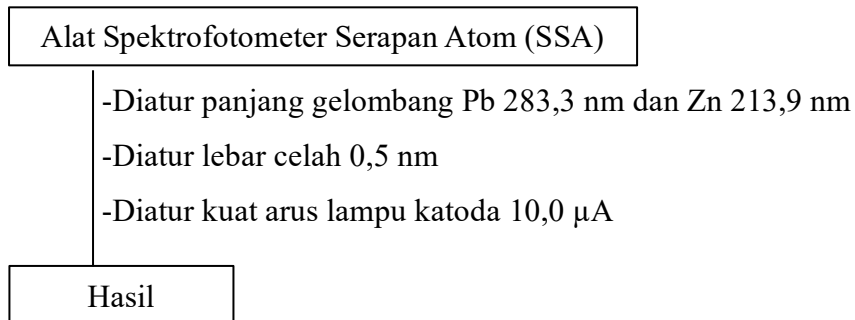 Alat Spektrofotometer Serapan Atom (SSA)
-Diatur panjang gelombang Pb 283,3 nm dan Zn 213,9 nm
-Diatur lebar celah 0,5 nm
-Diatur kuat arus lampu katoda 10,0 µA
Hasil